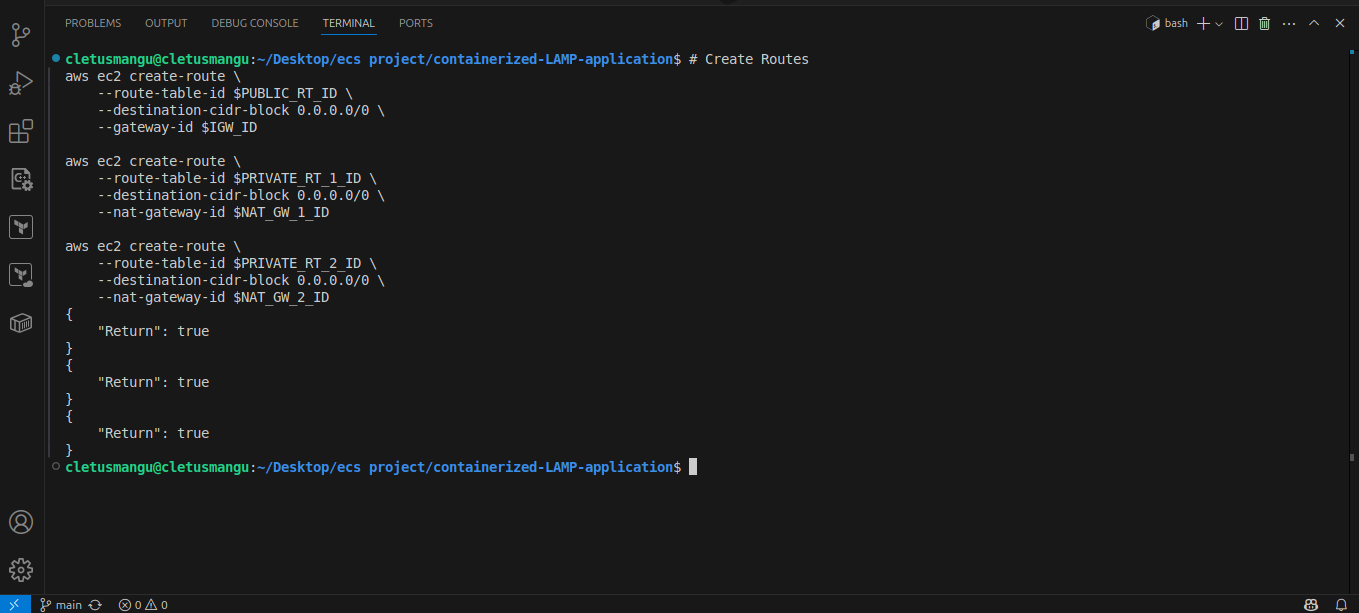 PROBLEMS OUTPUT DEBUG CONSOLE TERMINAL PORTS bash
cletusmangu@cletusmangu:~/Desktop/ecs project/containerized-LAMP-application$ # Create Routes
aws ec2 create-route \
    --route-table-id $PUBLIC_RT_ID \
    --destination-cidr-block 0.0.0.0/0 \
    --gateway-id $IGW_ID

aws ec2 create-route \
    --route-table-id $PRIVATE_RT_1_ID \
    --destination-cidr-block 0.0.0.0/0 \
    --nat-gateway-id $NAT_GW_1_ID

aws ec2 create-route \
    --route-table-id $PRIVATE_RT_2_ID \
    --destination-cidr-block 0.0.0.0/0 \
    --nat-gateway-id $NAT_GW_2_ID
{
    "Return": true
}
{
    "Return": true
}
{
    "Return": true
}
cletusmangu@cletusmangu:~/Desktop/ecs project/containerized-LAMP-application$
main 0 0